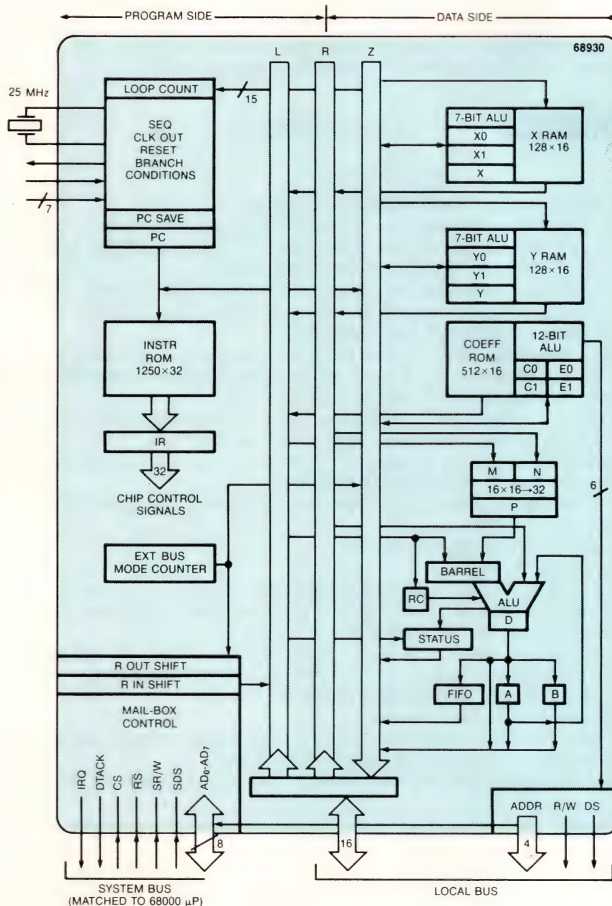 PROGRAM SIDE
DATA SIDE
L
R
Z
68930
25 MHz
LOOP COUNT
15
SEQ
CLK OUT
RESET
BRANCH
CONDITIONS
7
PC SAVE
PC
7-BIT ALU
X0
X1
X
X RAM
128×16
7-BIT ALU
Y0
Y1
Y
Y RAM
128×16
INSTR
ROM
1250×32
COEFF
ROM
512×16
12-BIT
ALU
C0
E0
C1
E1
IR
32
CHIP CONTROL
SIGNALS
M
N
16×16→32
P
6
EXT BUS
MODE COUNTER
BARREL
RC
ALU
D
STATUS
R OUT SHIFT
R IN SHIFT
FIFO
A
B
MAIL-BOX
CONTROL
IRQ
DTACK
CS
RS
SR/W
SDS
AD0-AD7
ADDR
R/W
DS
8
16
4
SYSTEM BUS
(MATCHED TO 68000 µP)
LOCAL BUS